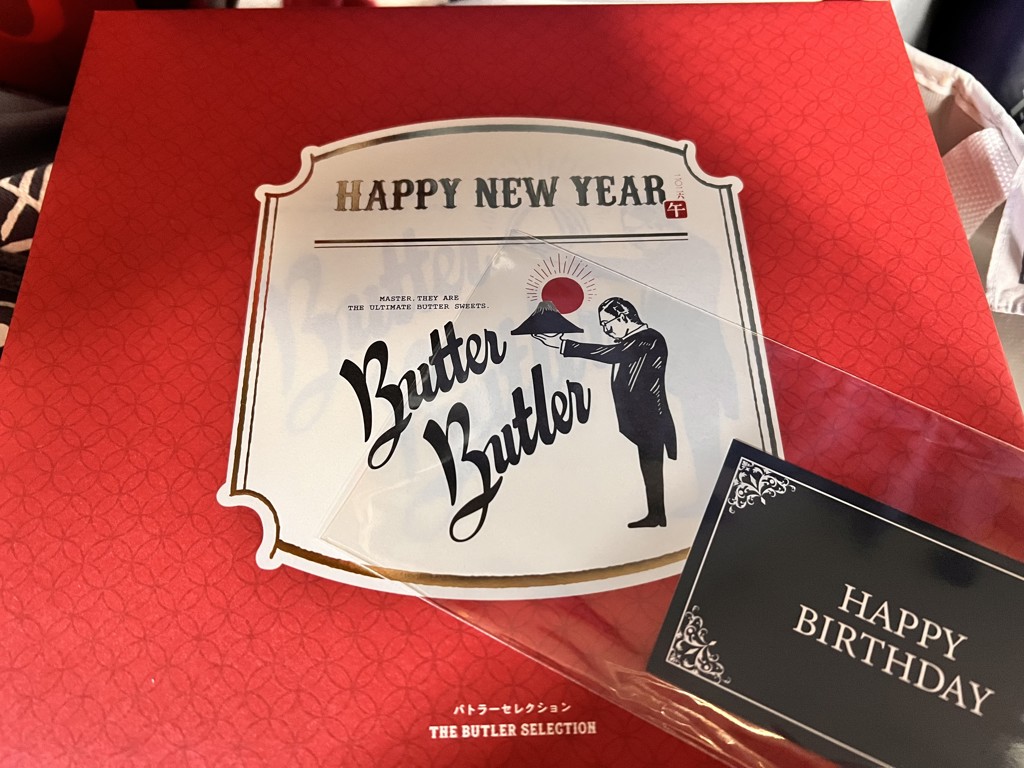 HAPPY NEW YEAR
午
MASTER, THEY ARE
THE ULTIMATE BUTTER SWEETS.
Butter
Butler
バトラーセレクション
THE BUTLER SELECTION
HAPPY
BIRTHDAY